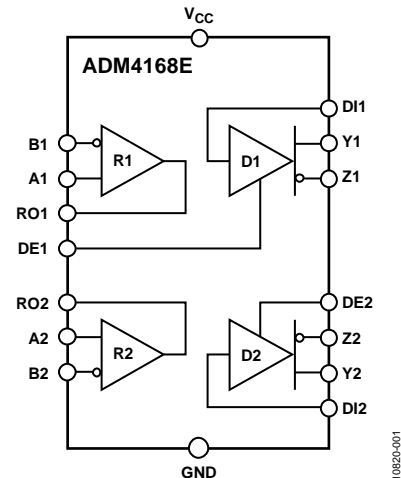 VCC
ADM4168E
DI1
B1
R1
D1
Y1
A1
Z1
RO1
DE1
RO2
DE2
A2
R2
D2
Z2
B2
Y2
DI2
GND
10820-001